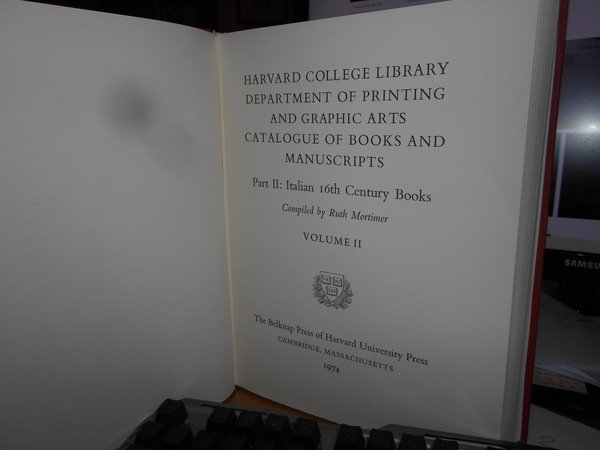 HARVARD COLLEGE LIBRARY
DEPARTMENT OF PRINTING
AND GRAPHIC ARTS
CATALOGUE OF BOOKS AND
MANUSCRIPTS
Part II: Italian 16th Century Books
Compiled by Ruth Mortimer
VOLUME II
The Belknap Press of Harvard University Press
CAMBRIDGE, MASSACHUSETTS
1974
SAMSU